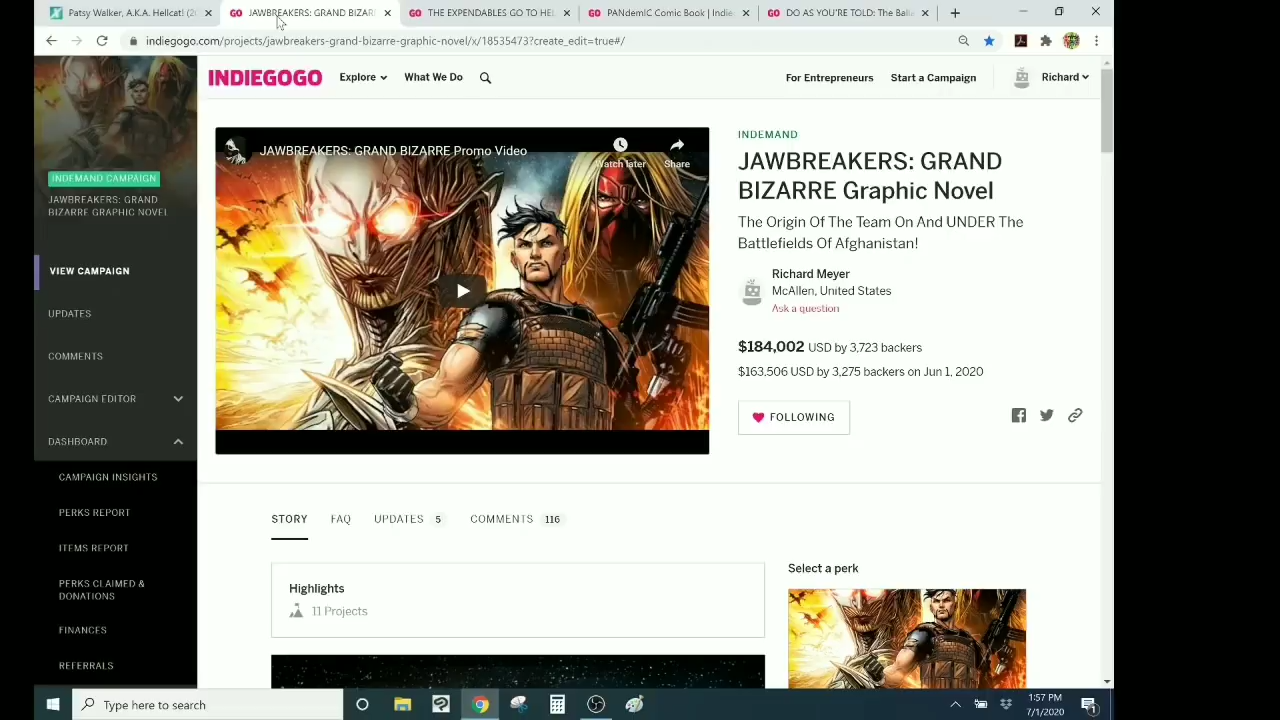 Patsy Walker, A.K.A. Hellcat! (2
JAWBREAKERS: GRAND BIZAR
THE EXPENDABLES GO TO HEL
PANdemIC Comic Book | Indie
DO AS YOU'RE TOLD: The Balla
indiegogo.com/projects/jawbreakers-grand-bizarre-graphic-novel/x/18535473?create_edit=true#/
INDIEGOGO
Explore
What We Do
For Entrepreneurs
Start a Campaign
Richard
INDEMAND CAMPAIGN
JAWBREAKERS: GRAND
BIZARRE GRAPHIC NOVEL
VIEW CAMPAIGN
UPDATES
COMMENTS
CAMPAIGN EDITOR
DASHBOARD
CAMPAIGN INSIGHTS
PERKS REPORT
ITEMS REPORT
PERKS CLAIMED &
DONATIONS
FINANCES
REFERRALS
JAWBREAKERS: GRAND BIZARRE Promo Video
Watch later
Share
INDEMAND
JAWBREAKERS: GRAND
BIZARRE Graphic Novel
The Origin Of The Team On And UNDER The
Battlefields Of Afghanistan!
Richard Meyer
McAllen, United States
Ask a question
$184,002 USD by 3,723 backers
$163,506 USD by 3,275 backers on Jun 1, 2020
FOLLOWING
STORY
FAQ
UPDATES 5
COMMENTS 116
Highlights
11 Projects
Select a perk
Type here to search
1:57 PM
7/1/2020
1